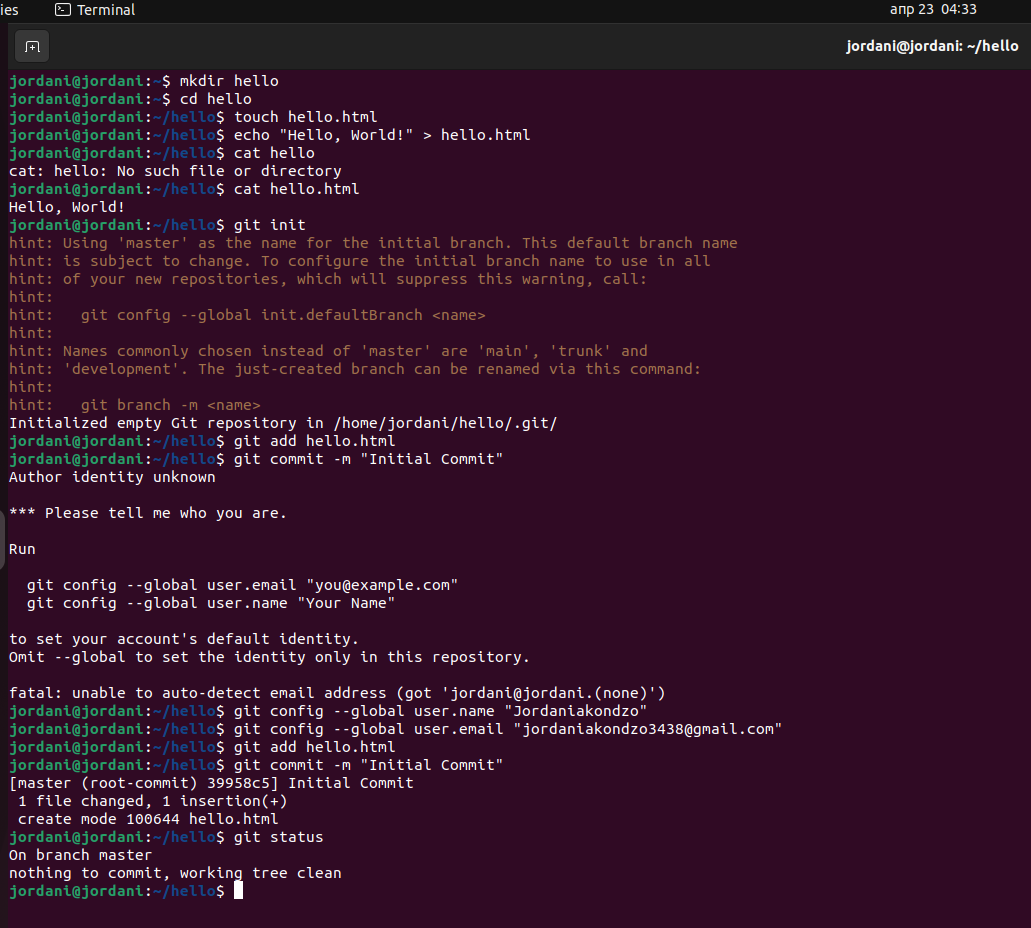 ies
Terminal
апр 23 04:33
jordani@jordani: ~/hello
jordani@jordani:~$ mkdir hello
jordani@jordani:~$ cd hello
jordani@jordani:~/hello$ touch hello.html
jordani@jordani:~/hello$ echo "Hello, World!" > hello.html
jordani@jordani:~/hello$ cat hello
cat: hello: No such file or directory
jordani@jordani:~/hello$ cat hello.html
Hello, World!
jordani@jordani:~/hello$ git init
hint: Using 'master' as the name for the initial branch. This default branch name
hint: is subject to change. To configure the initial branch name to use in all
hint: of your new repositories, which will suppress this warning, call:
hint:
hint:   git config --global init.defaultBranch <name>
hint:
hint: Names commonly chosen instead of 'master' are 'main', 'trunk' and
hint: 'development'. The just-created branch can be renamed via this command:
hint:
hint:   git branch -m <name>
Initialized empty Git repository in /home/jordani/hello/.git/
jordani@jordani:~/hello$ git add hello.html
jordani@jordani:~/hello$ git commit -m "Initial Commit"
Author identity unknown

*** Please tell me who you are.

Run

  git config --global user.email "you@example.com"
  git config --global user.name "Your Name"

to set your account's default identity.
Omit --global to set the identity only in this repository.

fatal: unable to auto-detect email address (got 'jordani@jordani.(none)')
jordani@jordani:~/hello$ git config --global user.name "Jordaniakondzo"
jordani@jordani:~/hello$ git config --global user.email "jordaniakondzo3438@gmail.com"
jordani@jordani:~/hello$ git add hello.html
jordani@jordani:~/hello$ git commit -m "Initial Commit"
[master (root-commit) 39958c5] Initial Commit
 1 file changed, 1 insertion(+)
 create mode 100644 hello.html
jordani@jordani:~/hello$ git status
On branch master
nothing to commit, working tree clean
jordani@jordani:~/hello$